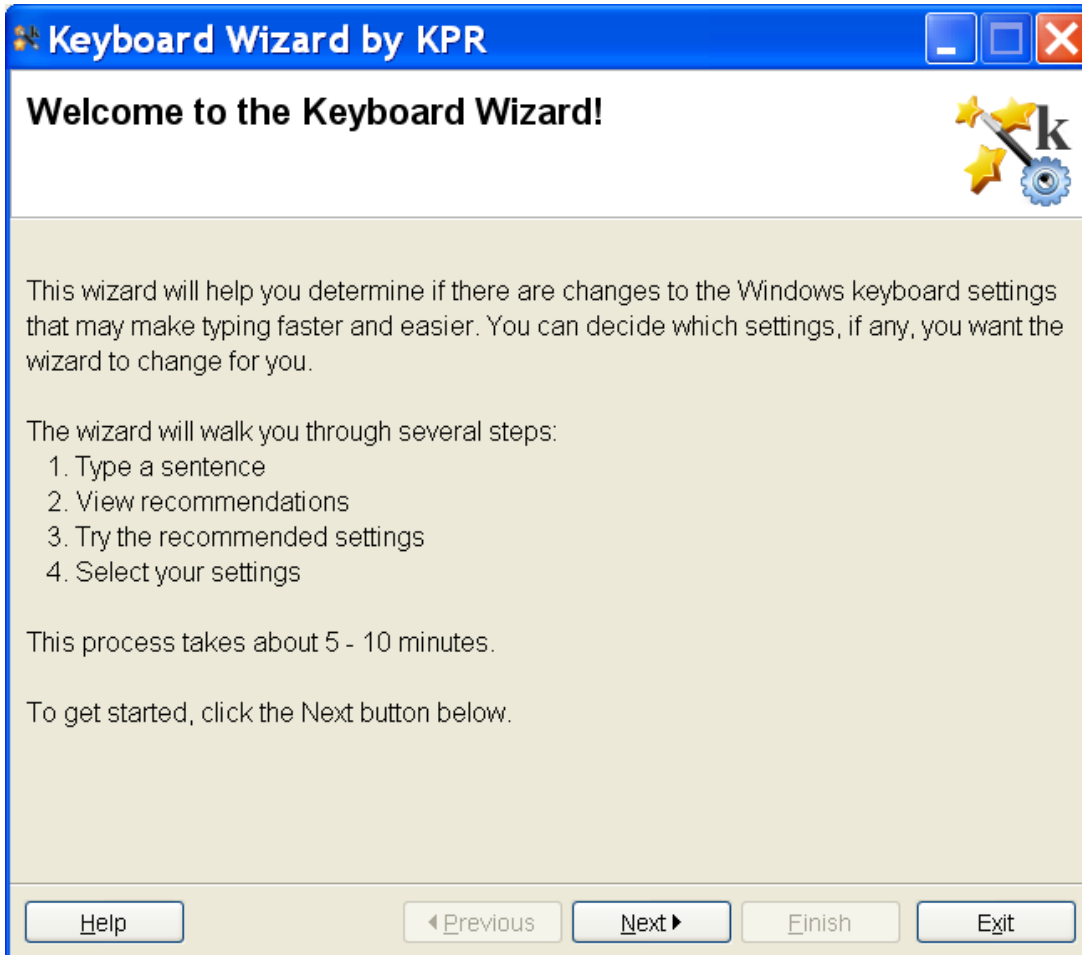 Keyboard Wizard by KPR
Welcome to the Keyboard Wizard!
k
This wizard will help you determine if there are changes to the Windows keyboard settings
that may make typing faster and easier. You can decide which settings, if any, you want the
wizard to change for you.
The wizard will walk you through several steps:
1. Type a sentence
2. View recommendations
3. Try the recommended settings
4. Select your settings
This process takes about 5 - 10 minutes.
To get started, click the Next button below.
Help Previous Next Finish Exit